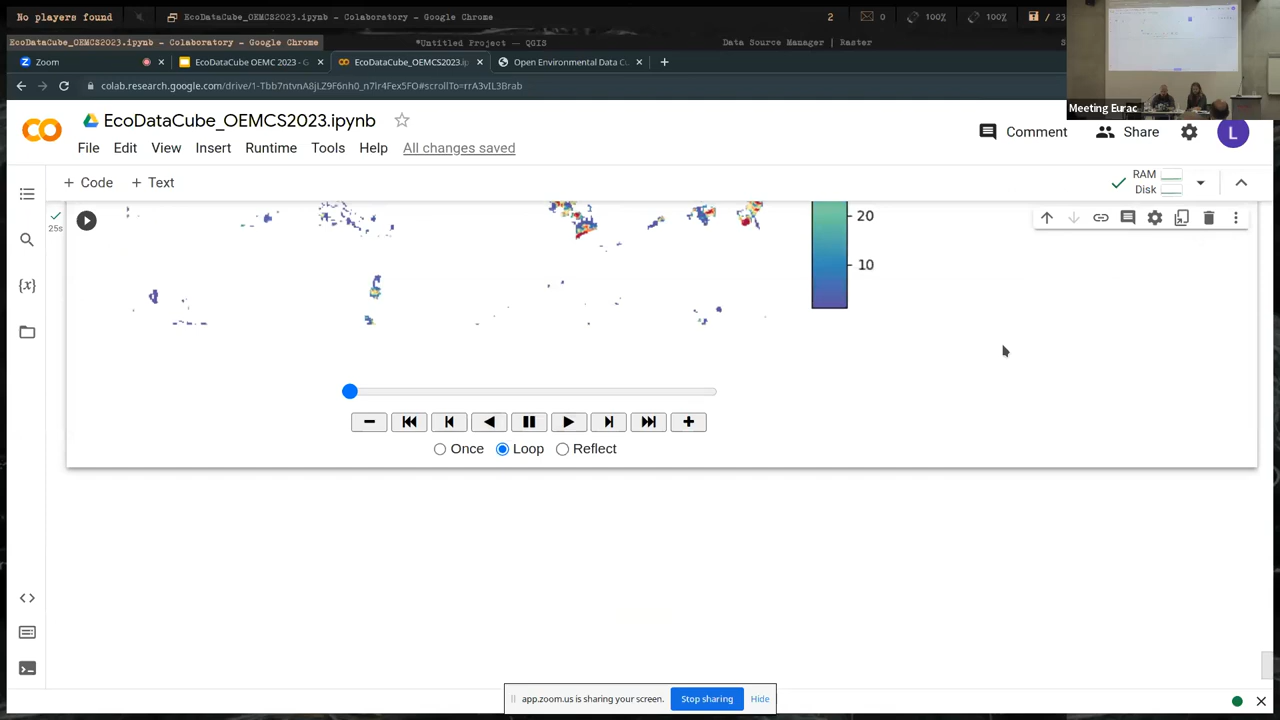 No players found
EcoDataCube_OEMCS2023.ipynb - Colaboratory - Google Chrome
2
0
100%
100%
/ 23
EcoDataCube_OEMCS2023.ipynb - Colaboratory - Google Chrome
*Untitled Project — QGIS
Data Source Manager | Raster
Zoom
EcoDataCube OEMC 2023 - G
EcoDataCube_OEMCS2023.ip
Open Environmental Data C
colab.research.google.com/drive/1-Tbb7ntvnA8jLZ9F6nh0_n7lr4Fex5FO#scrollTo=rrA3vIL3Brab
Meeting Eurac
EcoDataCube_OEMCS2023.ipynb
Comment
Share
L
File Edit View Insert Runtime Tools Help All changes saved
+ Code + Text
RAM
Disk
25s
20
10
Once Loop Reflect
app.zoom.us is sharing your screen. Stop sharing Hide